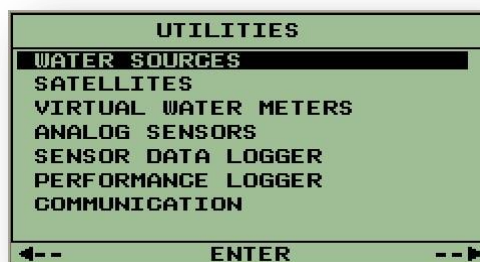 UTILITIES
WATER SOURCES
SATELLITES
VIRTUAL WATER METERS
ANALOG SENSORS
SENSOR DATA LOGGER
PERFORMANCE LOGGER
COMMUNICATION
ENTER